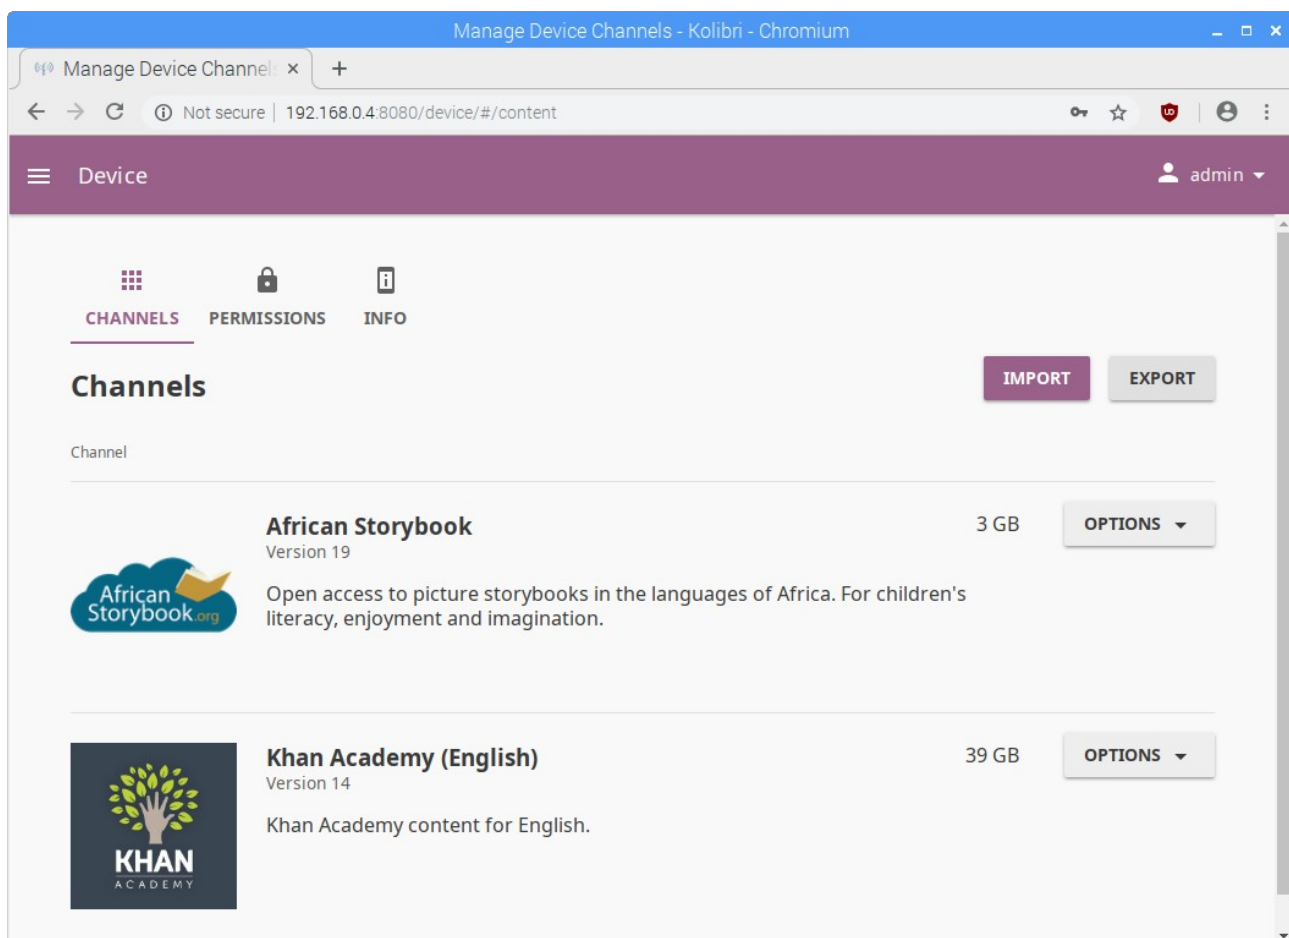 Manage Device Channels - Kolibri - Chromium
Manage Device Channels
Not secure | 192.168.0.4:8080/device/#/content
Device
admin
CHANNELS PERMISSIONS INFO
Channels
IMPORT EXPORT
Channel
African Storybook
3 GB
OPTIONS
Version 19
African
Storybook.org
Open access to picture storybooks in the languages of Africa. For children's
literacy, enjoyment and imagination.
Khan Academy (English)
39 GB
OPTIONS
Version 14
Khan Academy content for English.
KHAN
ACADEMY